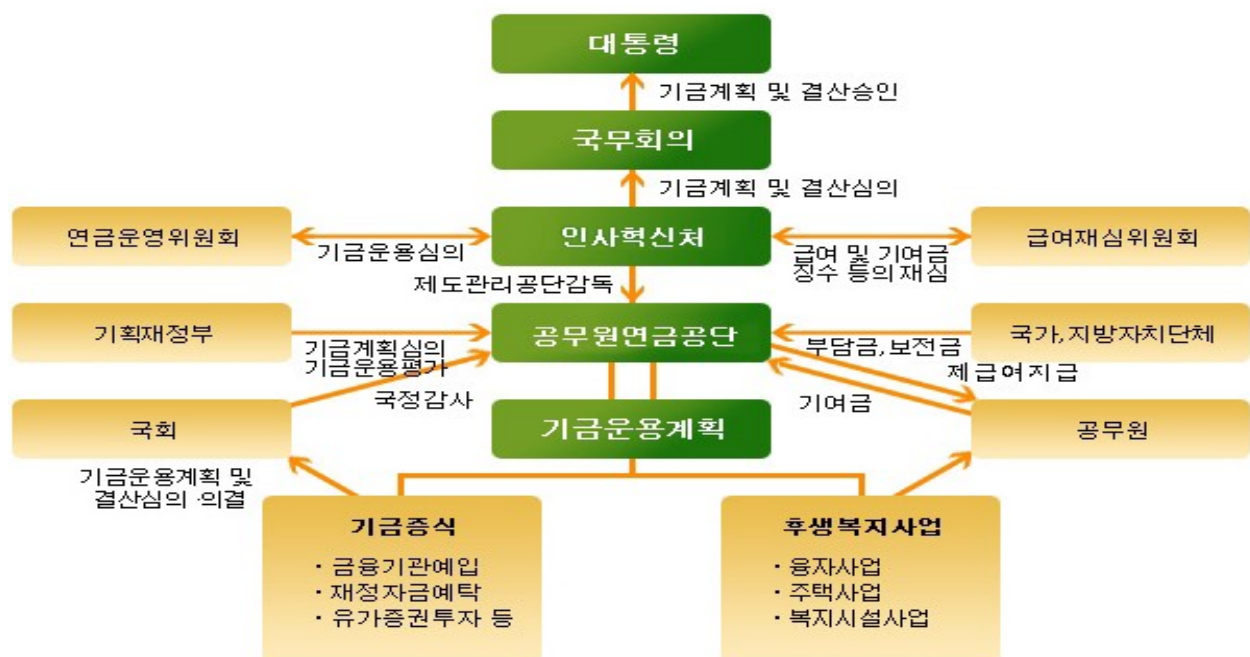 대통령
기금계획 및 결산승인
국무회의
기금계획 및 결산심의
연금운영위원회
기금운용심의
인사혁신처
급여 및 기여금
징수 등의 재심
급여재심위원회
제도관리공단감독
기획재정부
기금계획심의
기금운용평가
공무원연금공단
부담금,보전금
국가,지방자치단체
제급여지급
국정감사
기여금
국회
기금운용계획
공무원
기금운용계획 및
결산심의·의결
기금증식
· 금융기관예입
· 재정자금예탁
· 유가증권투자 등
후생복지사업
· 융자사업
· 주택사업
· 복지시설사업